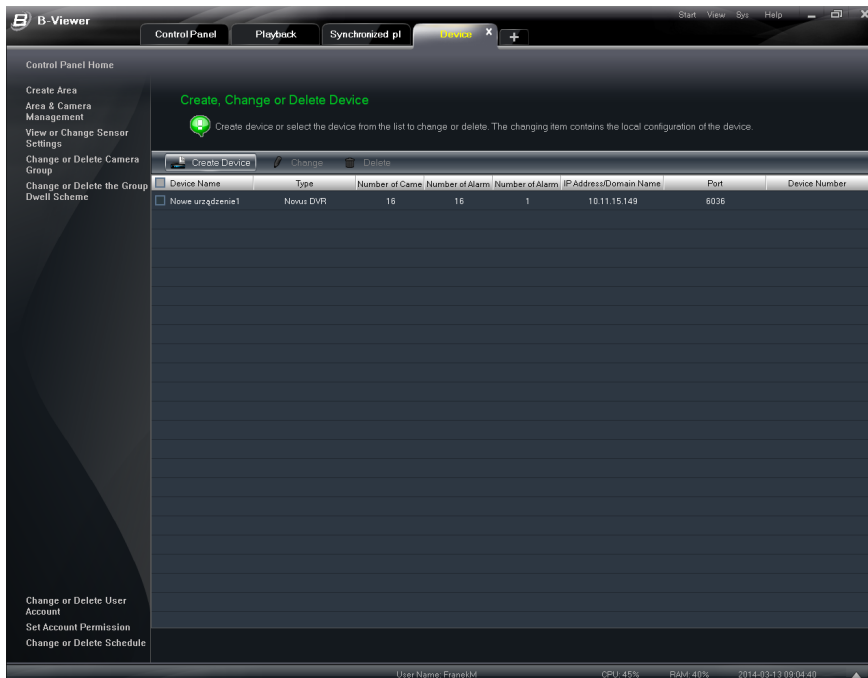 B-Viewer
Start View Sys Help
Control Panel Playback Synchronized pl Device X +
Control Panel Home
Create Area
Area & Camera
Management
View or Change Sensor
Settings
Change or Delete Camera
Group
Change or Delete the Group
Dwell Scheme
Create, Change or Delete Device
Create device or select the device from the list to change or delete. The changing item contains the local configuration of the device.
Create Device Change Delete
Device Name Type Number of Came Number of Alarm Number of Alarm IP Address/Domain Name Port Device Number
Nowe urządzenie1 Novus DVR 16 16 1 10.11.15.149 6036
Change or Delete User
Account
Set Account Permission
Change or Delete Schedule
User Name: FranekM CPU: 45% RAM: 40% 2014-03-13 09:04:40